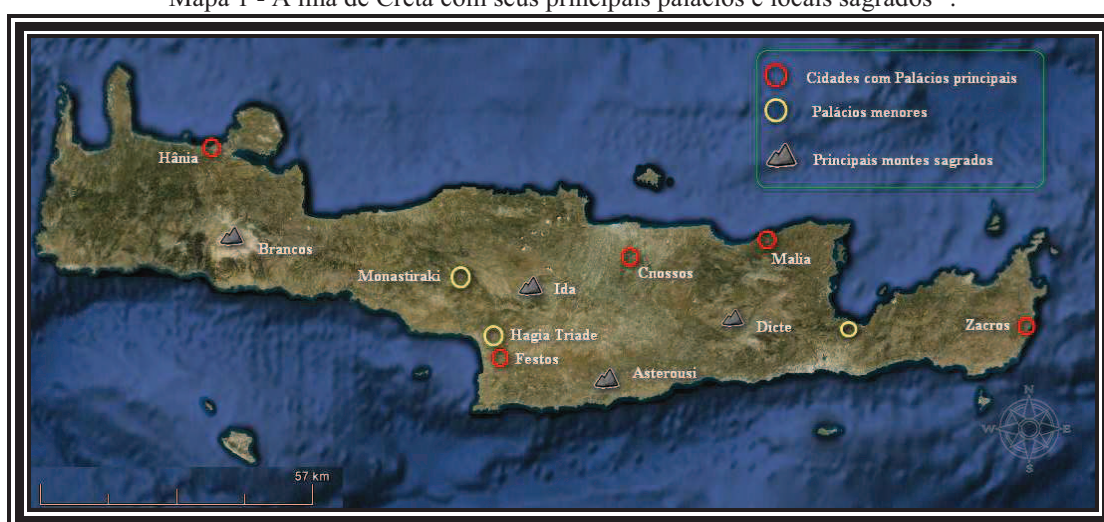 Mapa 1 - A ilha de Creta com seus principais palácios e locais sagrados .
Cidades com Palácios principais
Palácios menores
Principais montes sagrados
Hânia
Brancos
Monastiraki
Ida
Cnossos
Malia
Hagia Triade
Festos
Dicte
Zacros
Asterousi
N
W
E
S
57 km